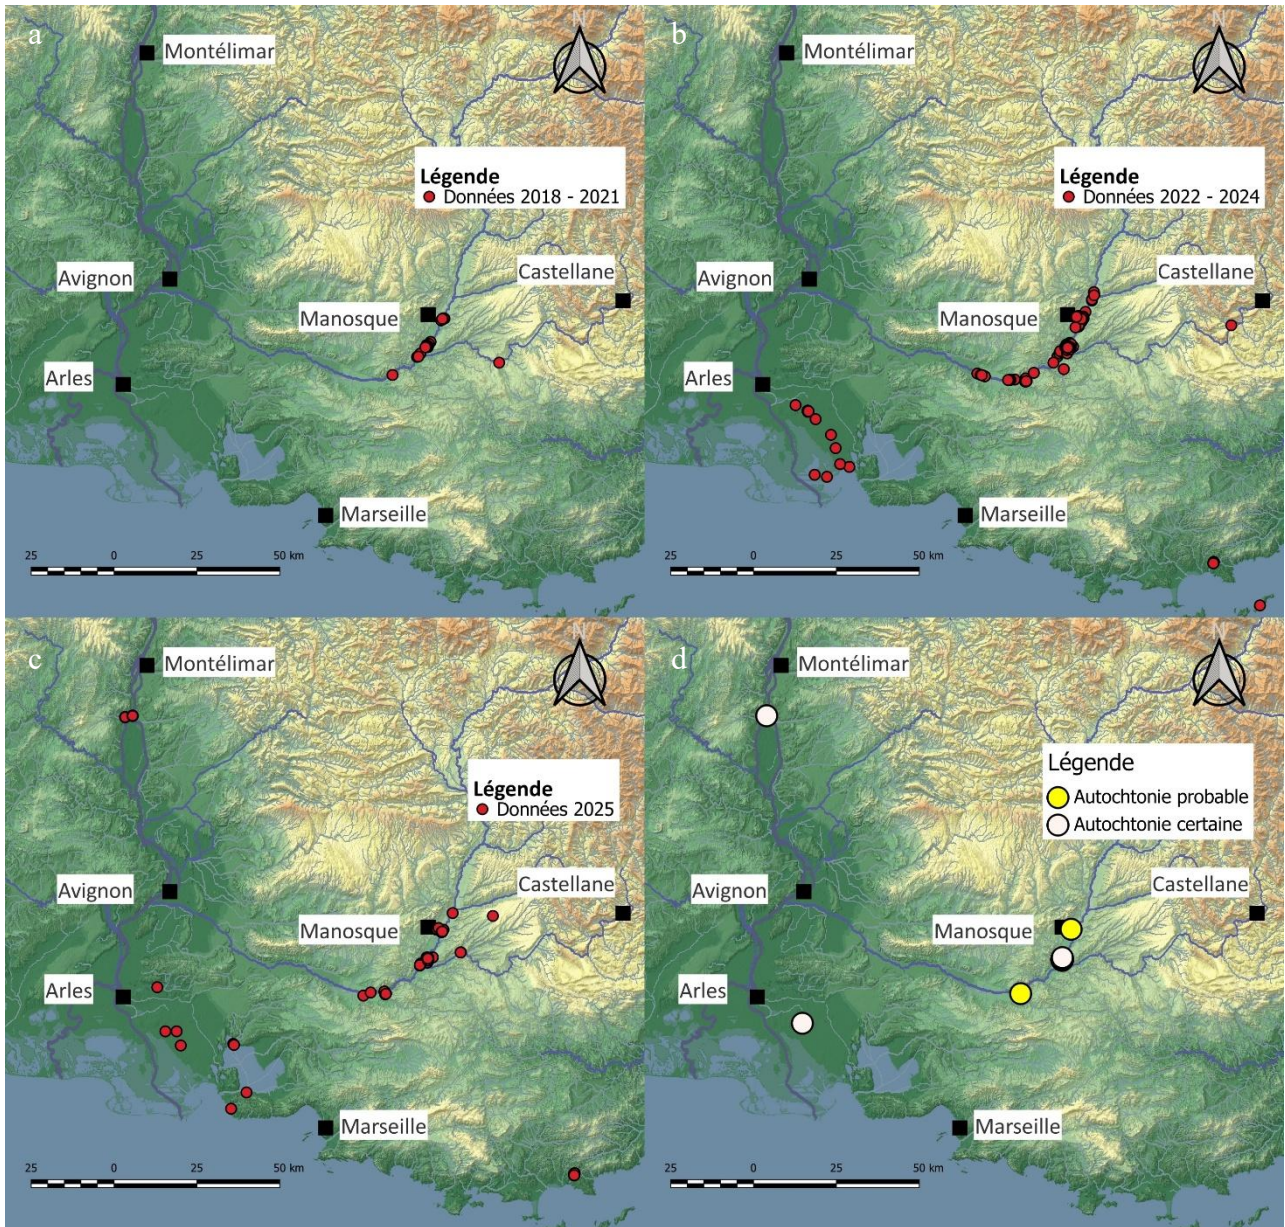 a
N
Montélimar
Légende
Données 2018 - 2021
Castellane
Avignon
Manosque
Arles
Marseille
25 0 25 50 km
b
N
Montélimar
Légende
Données 2022 - 2024
Castellane
Avignon
Manosque
Arles
Marseille
25 0 50 km
c
N
Montélimar
Légende
Données 2025
Castellane
Avignon
Manosque
Arles
Marseille
25 0 50 km
d
N
Montélimar
Légende
Autochtonie probable
Autochtonie certaine
Castellane
Avignon
Manosque
Arles
Marseille
25 0 50 km